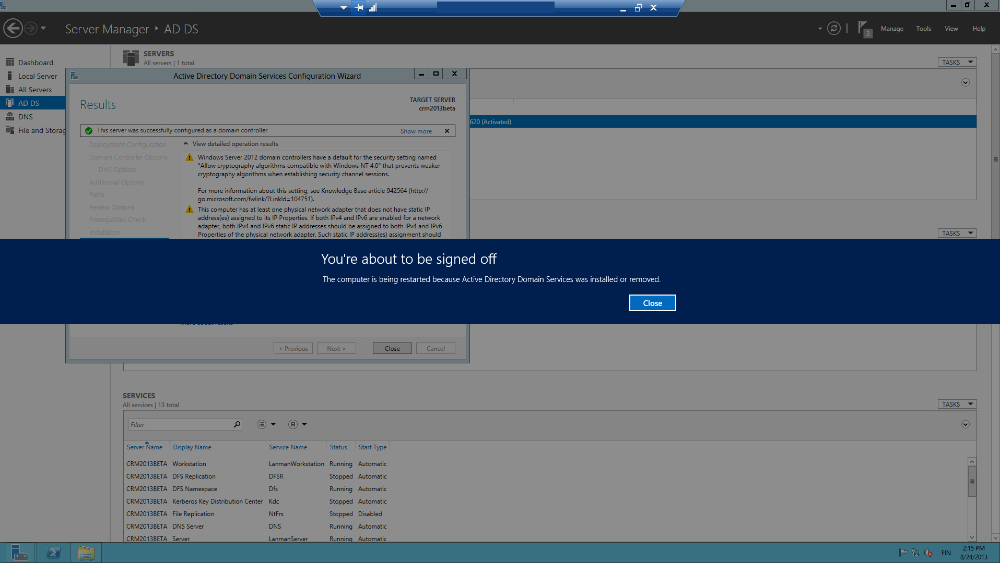 Server Manager ‣ AD DS
2
Manage
Tools
View
Help
Dashboard
Local Server
All Servers
AD DS
DNS
File and Storag
SERVERS
All servers | 1 total
TASKS
620 (Activated)
Active Directory Domain Services Configuration Wizard
Results
TARGET SERVER
crm2013beta
This server was successfully configured as a domain controller
Show more
Deployment Configuration
Domain Controller Options
DNS Options
Additional Options
Paths
Review Options
Prerequisites Check
Installation
View detailed operation results
Windows Server 2012 domain controllers have a default for the security setting named
"Allow cryptography algorithms compatible with Windows NT 4.0" that prevents weaker
cryptography algorithms when establishing security channel sessions.
For more information about this setting, see Knowledge Base article 942564 (http://
go.microsoft.com/fwlink/?LinkId=104751).
This computer has at least one physical network adapter that does not have static IP
address(es) assigned to its IP Properties. If both IPv4 and IPv6 are enabled for a network
adapter, both IPv4 and IPv6 static IP addresses should be assigned to both IPv4 and IPv6
Properties of the physical network adapter. Such static IP address(es) assignment should
TASKS
You're about to be signed off
The computer is being restarted because Active Directory Domain Services was installed or removed.
Close
< Previous
Next >
Close
Cancel
SERVICES
All services | 13 total
TASKS
Filter
Server Name Display Name Service Name Status Start Type
CRM2013BETA Workstation LanmanWorkstation Running Automatic
CRM2013BETA DFS Replication DFSR Stopped Automatic
CRM2013BETA DFS Namespace Dfs Running Automatic
CRM2013BETA Kerberos Key Distribution Center Kdc Stopped Automatic
CRM2013BETA File Replication NtFrs Stopped Disabled
CRM2013BETA DNS Server DNS Running Automatic
CRM2013BETA Server LanmanServer Running Automatic
FIN
2:15 PM
8/24/2013